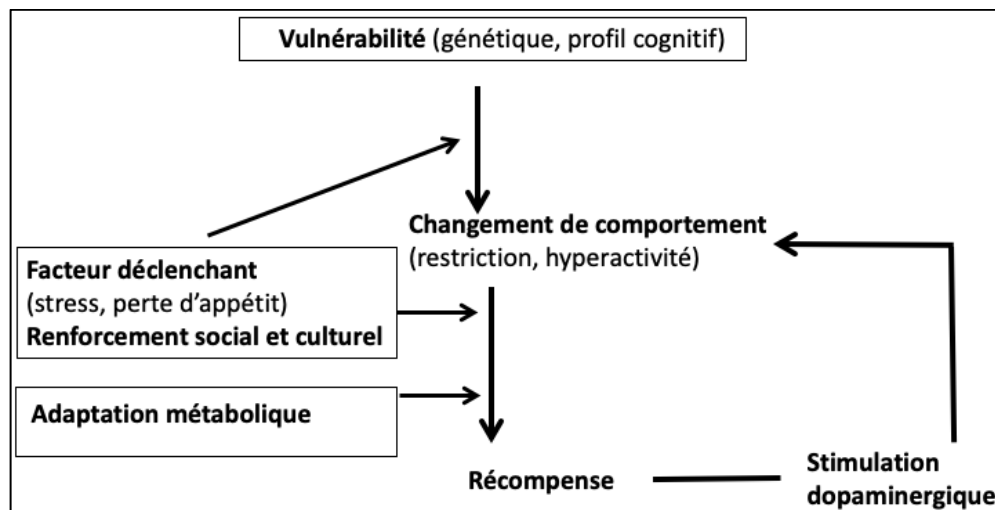 Vulnérabilité (génétique, profil cognitif)
Changement de comportement
(restriction, hyperactivité)
Facteur déclenchant
(stress, perte d'appétit)
Renforcement social et culturel
Adaptation métabolique
Récompense
Stimulation
dopaminergique